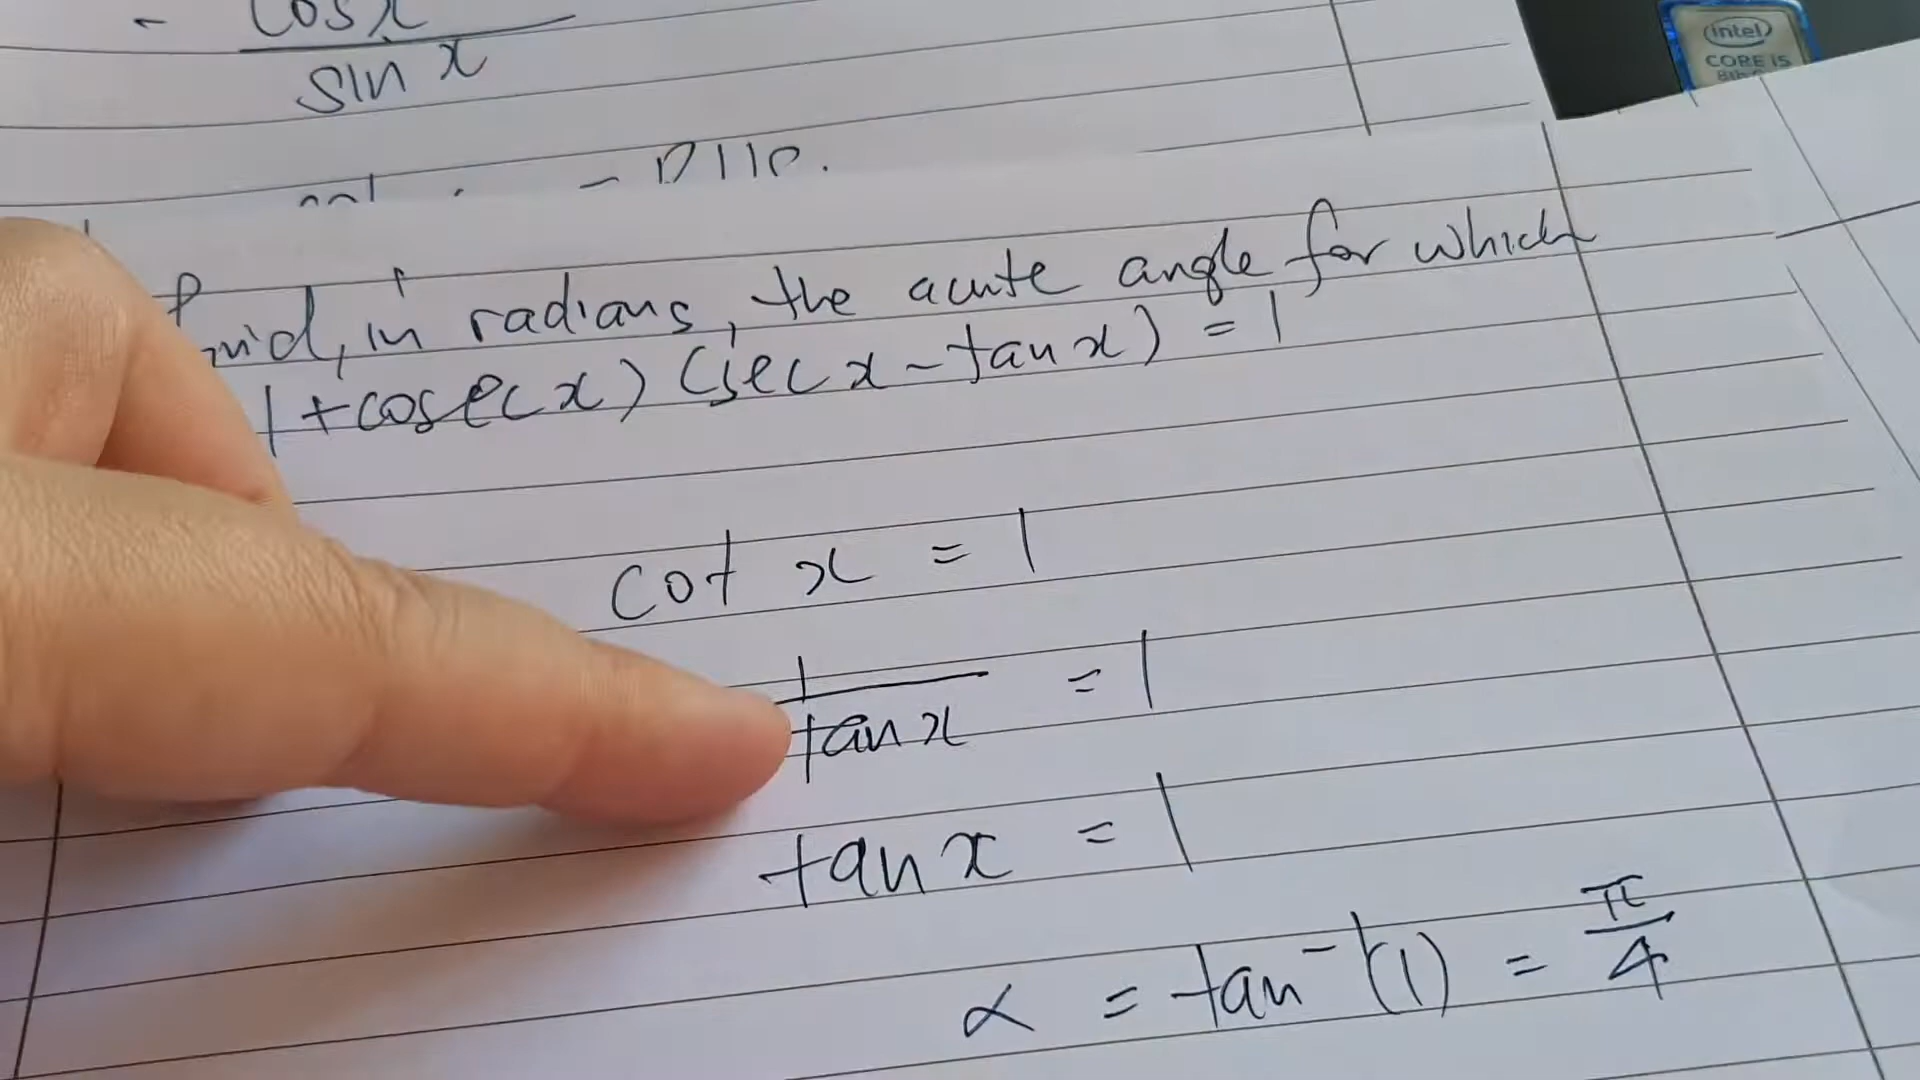 - cos x
sin x
intel
CORE i5
8th
in radians, the acute angle for which
1+cosec x) (sec x - tan x) = 1
cot x = 1
1
tan x = 1
tan x = 1
α = tan⁻¹(1) = π/4